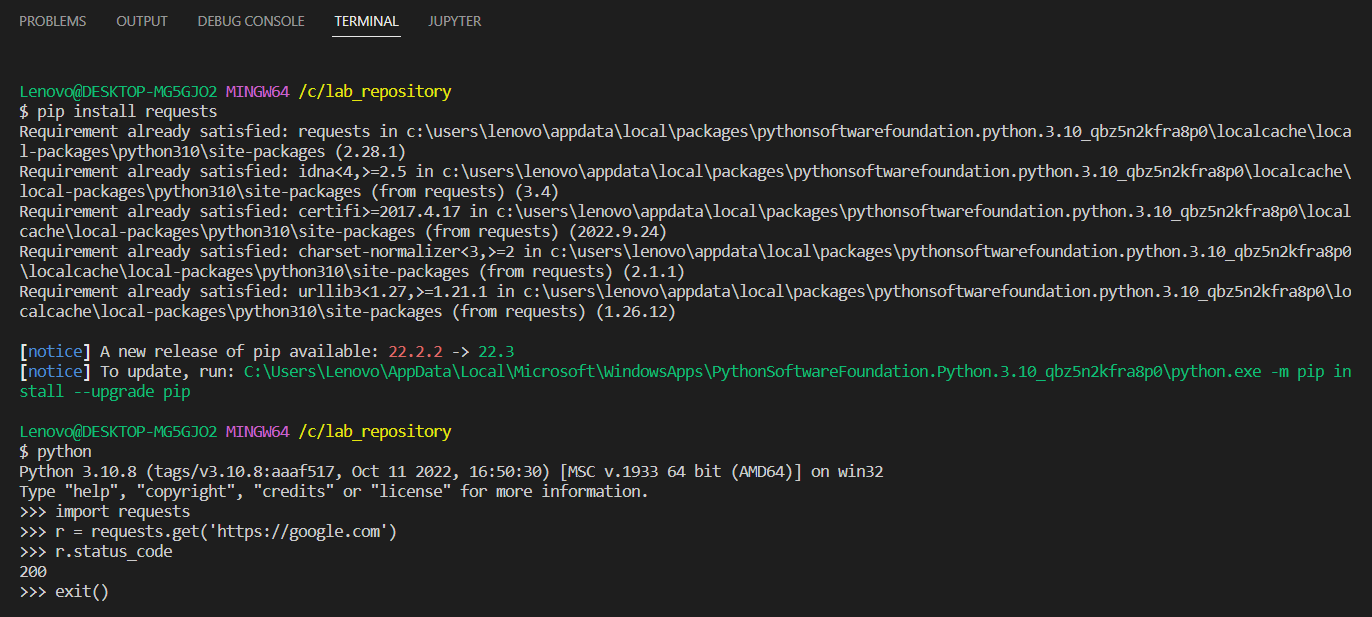 PROBLEMS OUTPUT DEBUG CONSOLE TERMINAL JUPYTER
Lenovo@DESKTOP-MG5GJO2 MINGW64 /c/lab_repository
$ pip install requests
Requirement already satisfied: requests in c:\users\lenovo\appdata\local\packages\pythonsoftwarefoundation.python.3.10_qbz5n2kfra8p0\localcache\loca
l-packages\python310\site-packages (2.28.1)
Requirement already satisfied: idna<4,>=2.5 in c:\users\lenovo\appdata\local\packages\pythonsoftwarefoundation.python.3.10_qbz5n2kfra8p0\localcache\
local-packages\python310\site-packages (from requests) (3.4)
Requirement already satisfied: certifi>=2017.4.17 in c:\users\lenovo\appdata\local\packages\pythonsoftwarefoundation.python.3.10_qbz5n2kfra8p0\local
cache\local-packages\python310\site-packages (from requests) (2022.9.24)
Requirement already satisfied: charset-normalizer<3,>=2 in c:\users\lenovo\appdata\local\packages\pythonsoftwarefoundation.python.3.10_qbz5n2kfra8p0
\localcache\local-packages\python310\site-packages (from requests) (2.1.1)
Requirement already satisfied: urllib3<1.27,>=1.21.1 in c:\users\lenovo\appdata\local\packages\pythonsoftwarefoundation.python.3.10_qbz5n2kfra8p0\lo
calcache\local-packages\python310\site-packages (from requests) (1.26.12)
[notice] A new release of pip available: 22.2.2 -> 22.3
[notice] To update, run: C:\Users\Lenovo\AppData\Local\Microsoft\WindowsApps\PythonSoftwareFoundation.Python.3.10_qbz5n2kfra8p0\python.exe -m pip in
stall --upgrade pip
Lenovo@DESKTOP-MG5GJO2 MINGW64 /c/lab_repository
$ python
Python 3.10.8 (tags/v3.10.8:aaaf517, Oct 11 2022, 16:50:30) [MSC v.1933 64 bit (AMD64)] on win32
Type "help", "copyright", "credits" or "license" for more information.
>>> import requests
>>> r = requests.get('https://google.com')
>>> r.status_code
200
>>> exit()